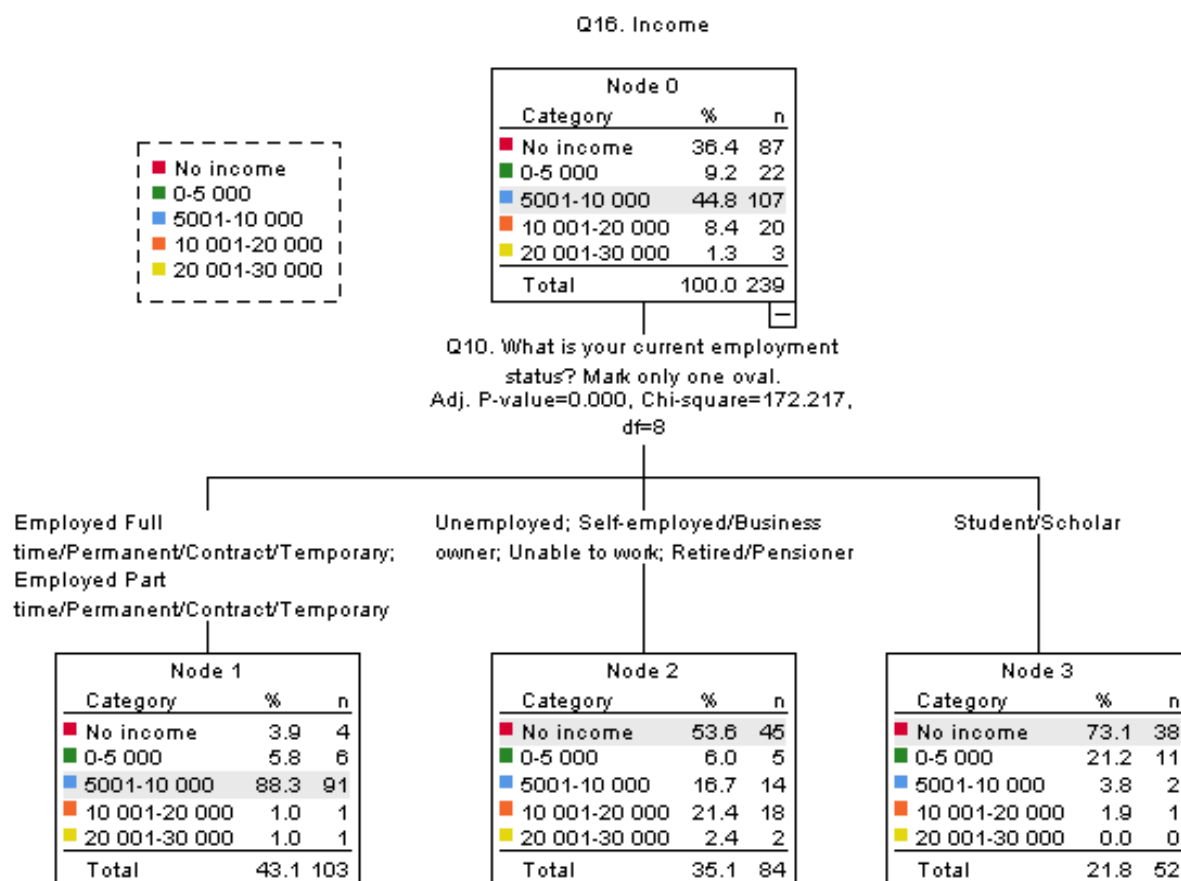 Q16. Income
Node 0
Category % n
No income 36.4 87
0-5 000 9.2 22
5001-10 000 44.8 107
10 001-20 000 8.4 20
20 001-30 000 1.3 3
Total 100.0 239
No income
0-5 000
5001-10 000
10 001-20 000
20 001-30 000
Q10. What is your current employment
status? Mark only one oval.
Adj. P-value=0.000, Chi-square=172.217,
df=8
Employed Full
time/Permanent/Contract/Temporary;
Employed Part
time/Permanent/Contract/Temporary
Unemployed; Self-employed/Business
owner; Unable to work; Retired/Pensioner
Student/Scholar
Node 1
Category % n
No income 3.9 4
0-5 000 5.8 6
5001-10 000 88.3 91
10 001-20 000 1.0 1
20 001-30 000 1.0 1
Total 43.1 103
Node 2
Category % n
No income 53.6 45
0-5 000 6.0 5
5001-10 000 16.7 14
10 001-20 000 21.4 18
20 001-30 000 2.4 2
Total 35.1 84
Node 3
Category % n
No income 73.1 38
0-5 000 21.2 11
5001-10 000 3.8 2
10 001-20 000 1.9 1
20 001-30 000 0.0 0
Total 21.8 52